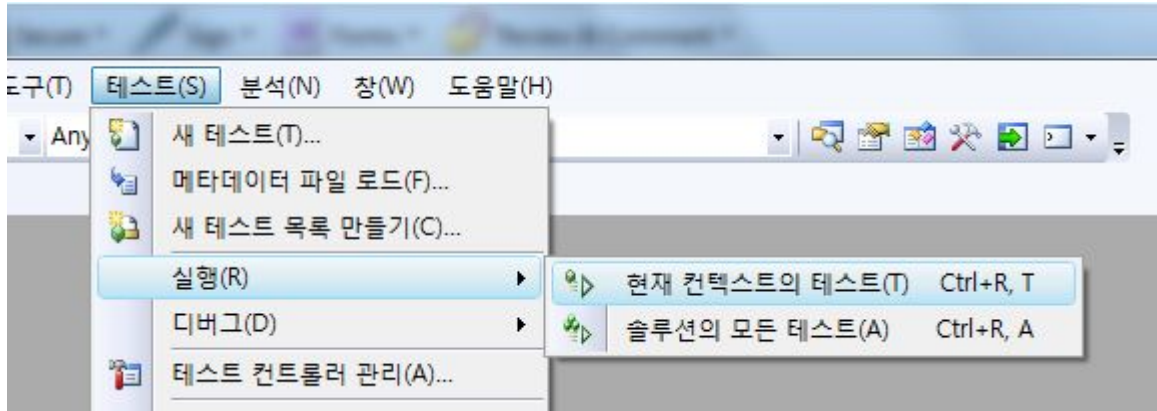 도구(T) 테스트(S) 분석(N) 창(W) 도움말(H)
Any
새 테스트(T)...
메타데이터 파일 로드(F)...
새 테스트 목록 만들기(C)...
실행(R)
현재 컨텍스트의 테스트(T) Ctrl+R, T
디버그(D)
솔루션의 모든 테스트(A) Ctrl+R, A
테스트 컨트롤러 관리(A)...